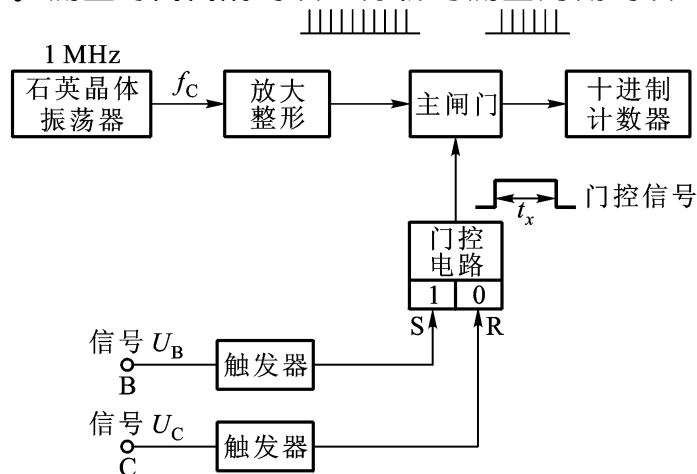 1 MHz
石英晶体
振荡器
f_C
放大
整形
主闸门
十进制
计数器
t_x
门控信号
门控
电路
1 0
S R
信号 U_B
B
触发器
信号 U_C
C
触发器